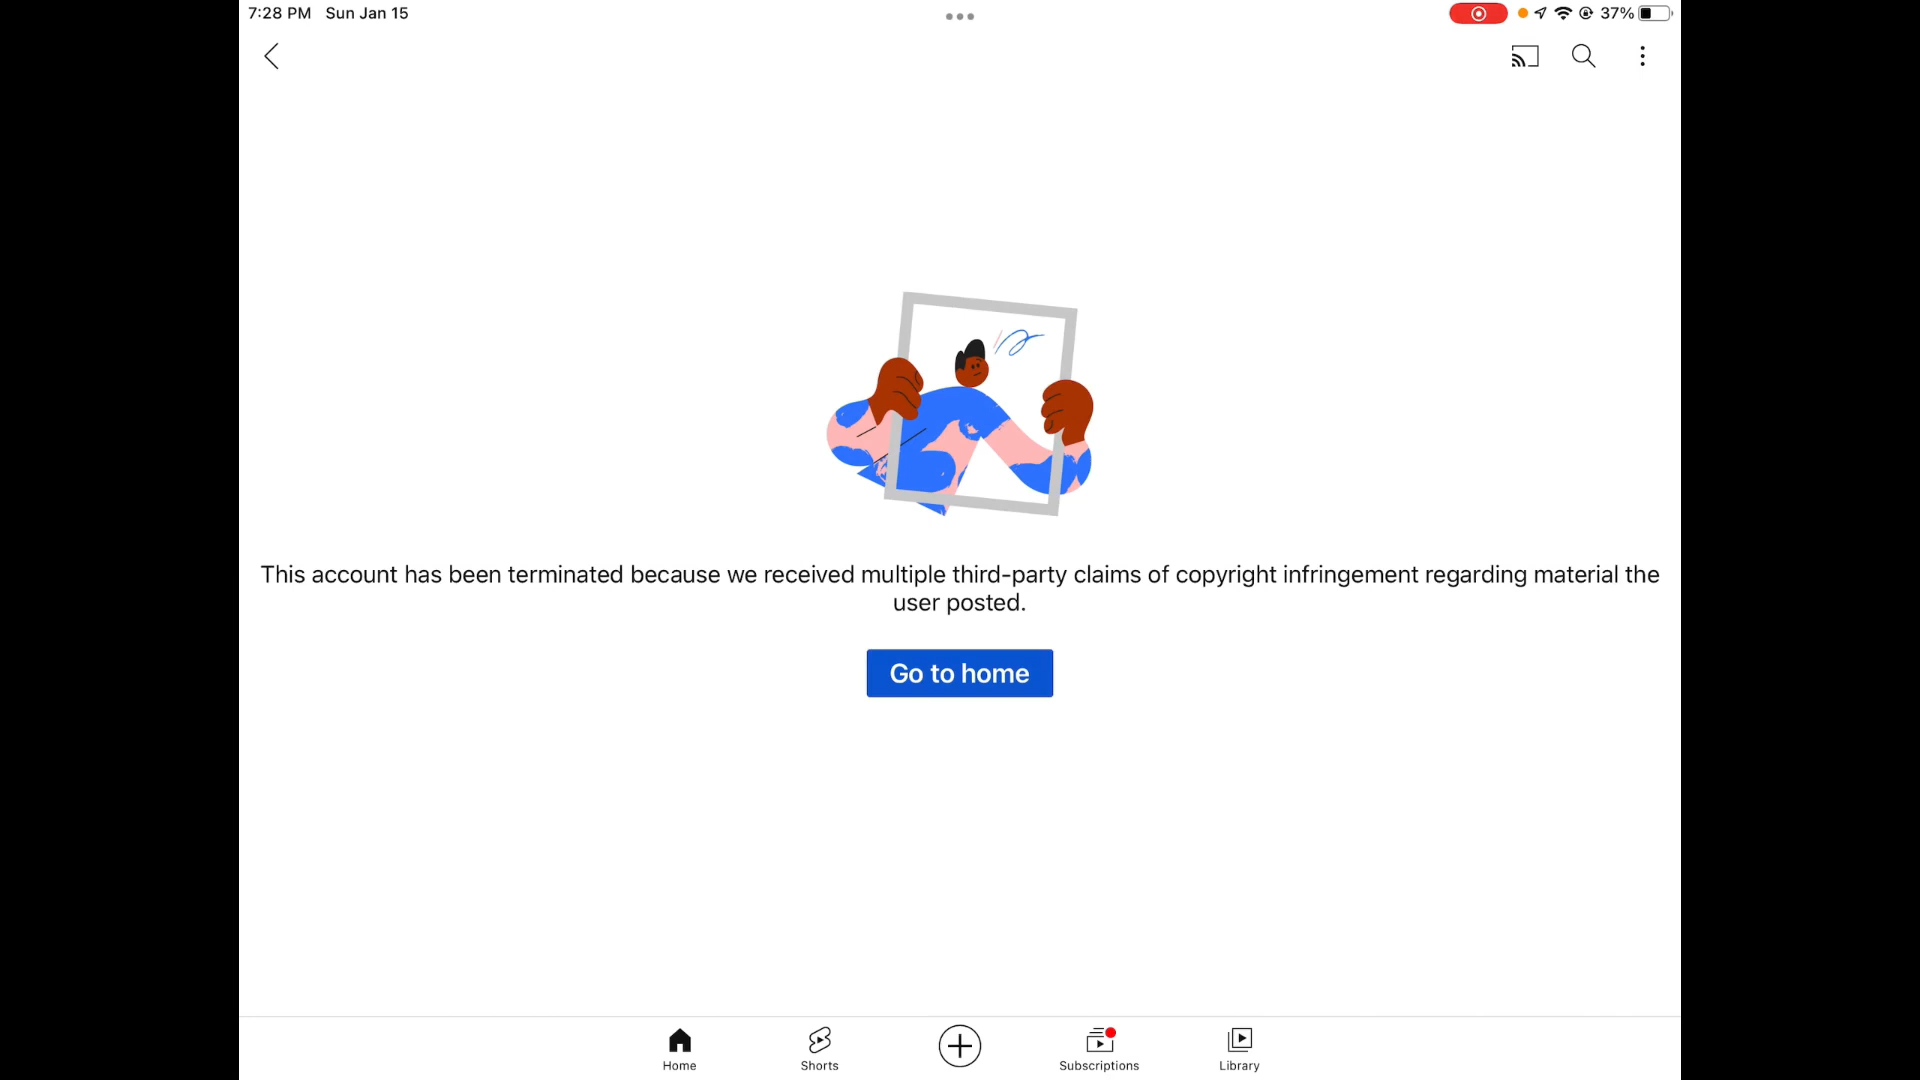 7:28 PM Sun Jan 15
37%
This account has been terminated because we received multiple third-party claims of copyright infringement regarding material the
user posted.
Go to home
Home
Shorts
Subscriptions
Library